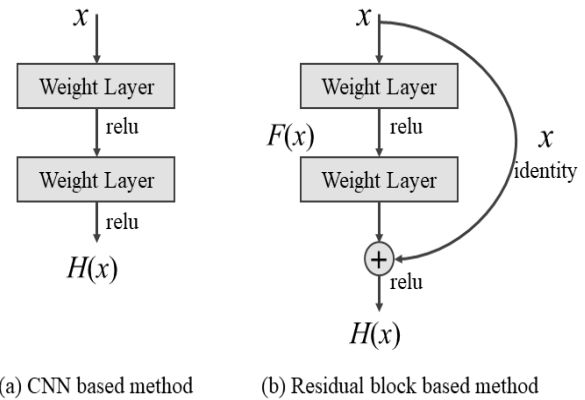 x
Weight Layer
relu
Weight Layer
relu
H(x)
(a) CNN based method
x
Weight Layer
F(x)
relu
x
identity
Weight Layer
+
relu
H(x)
(b) Residual block based method